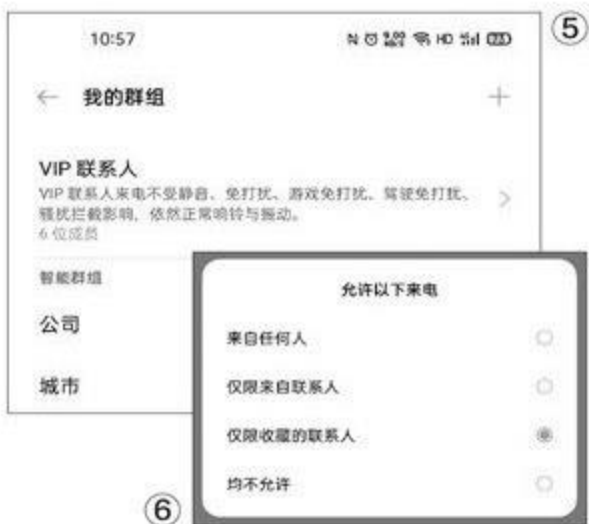 ⑤
10:57
HD
← 我的群组 +
VIP 联系人
VIP 联系人来电不受静音、免打扰、游戏免打扰、驾驶免打扰、
骚扰拦截影响，依然正常响铃与振动。
6 位成员
智能群组
公司
城市
允许以下来电
来自任何人
仅限来自联系人
仅限收藏的联系人
均不允许
⑥